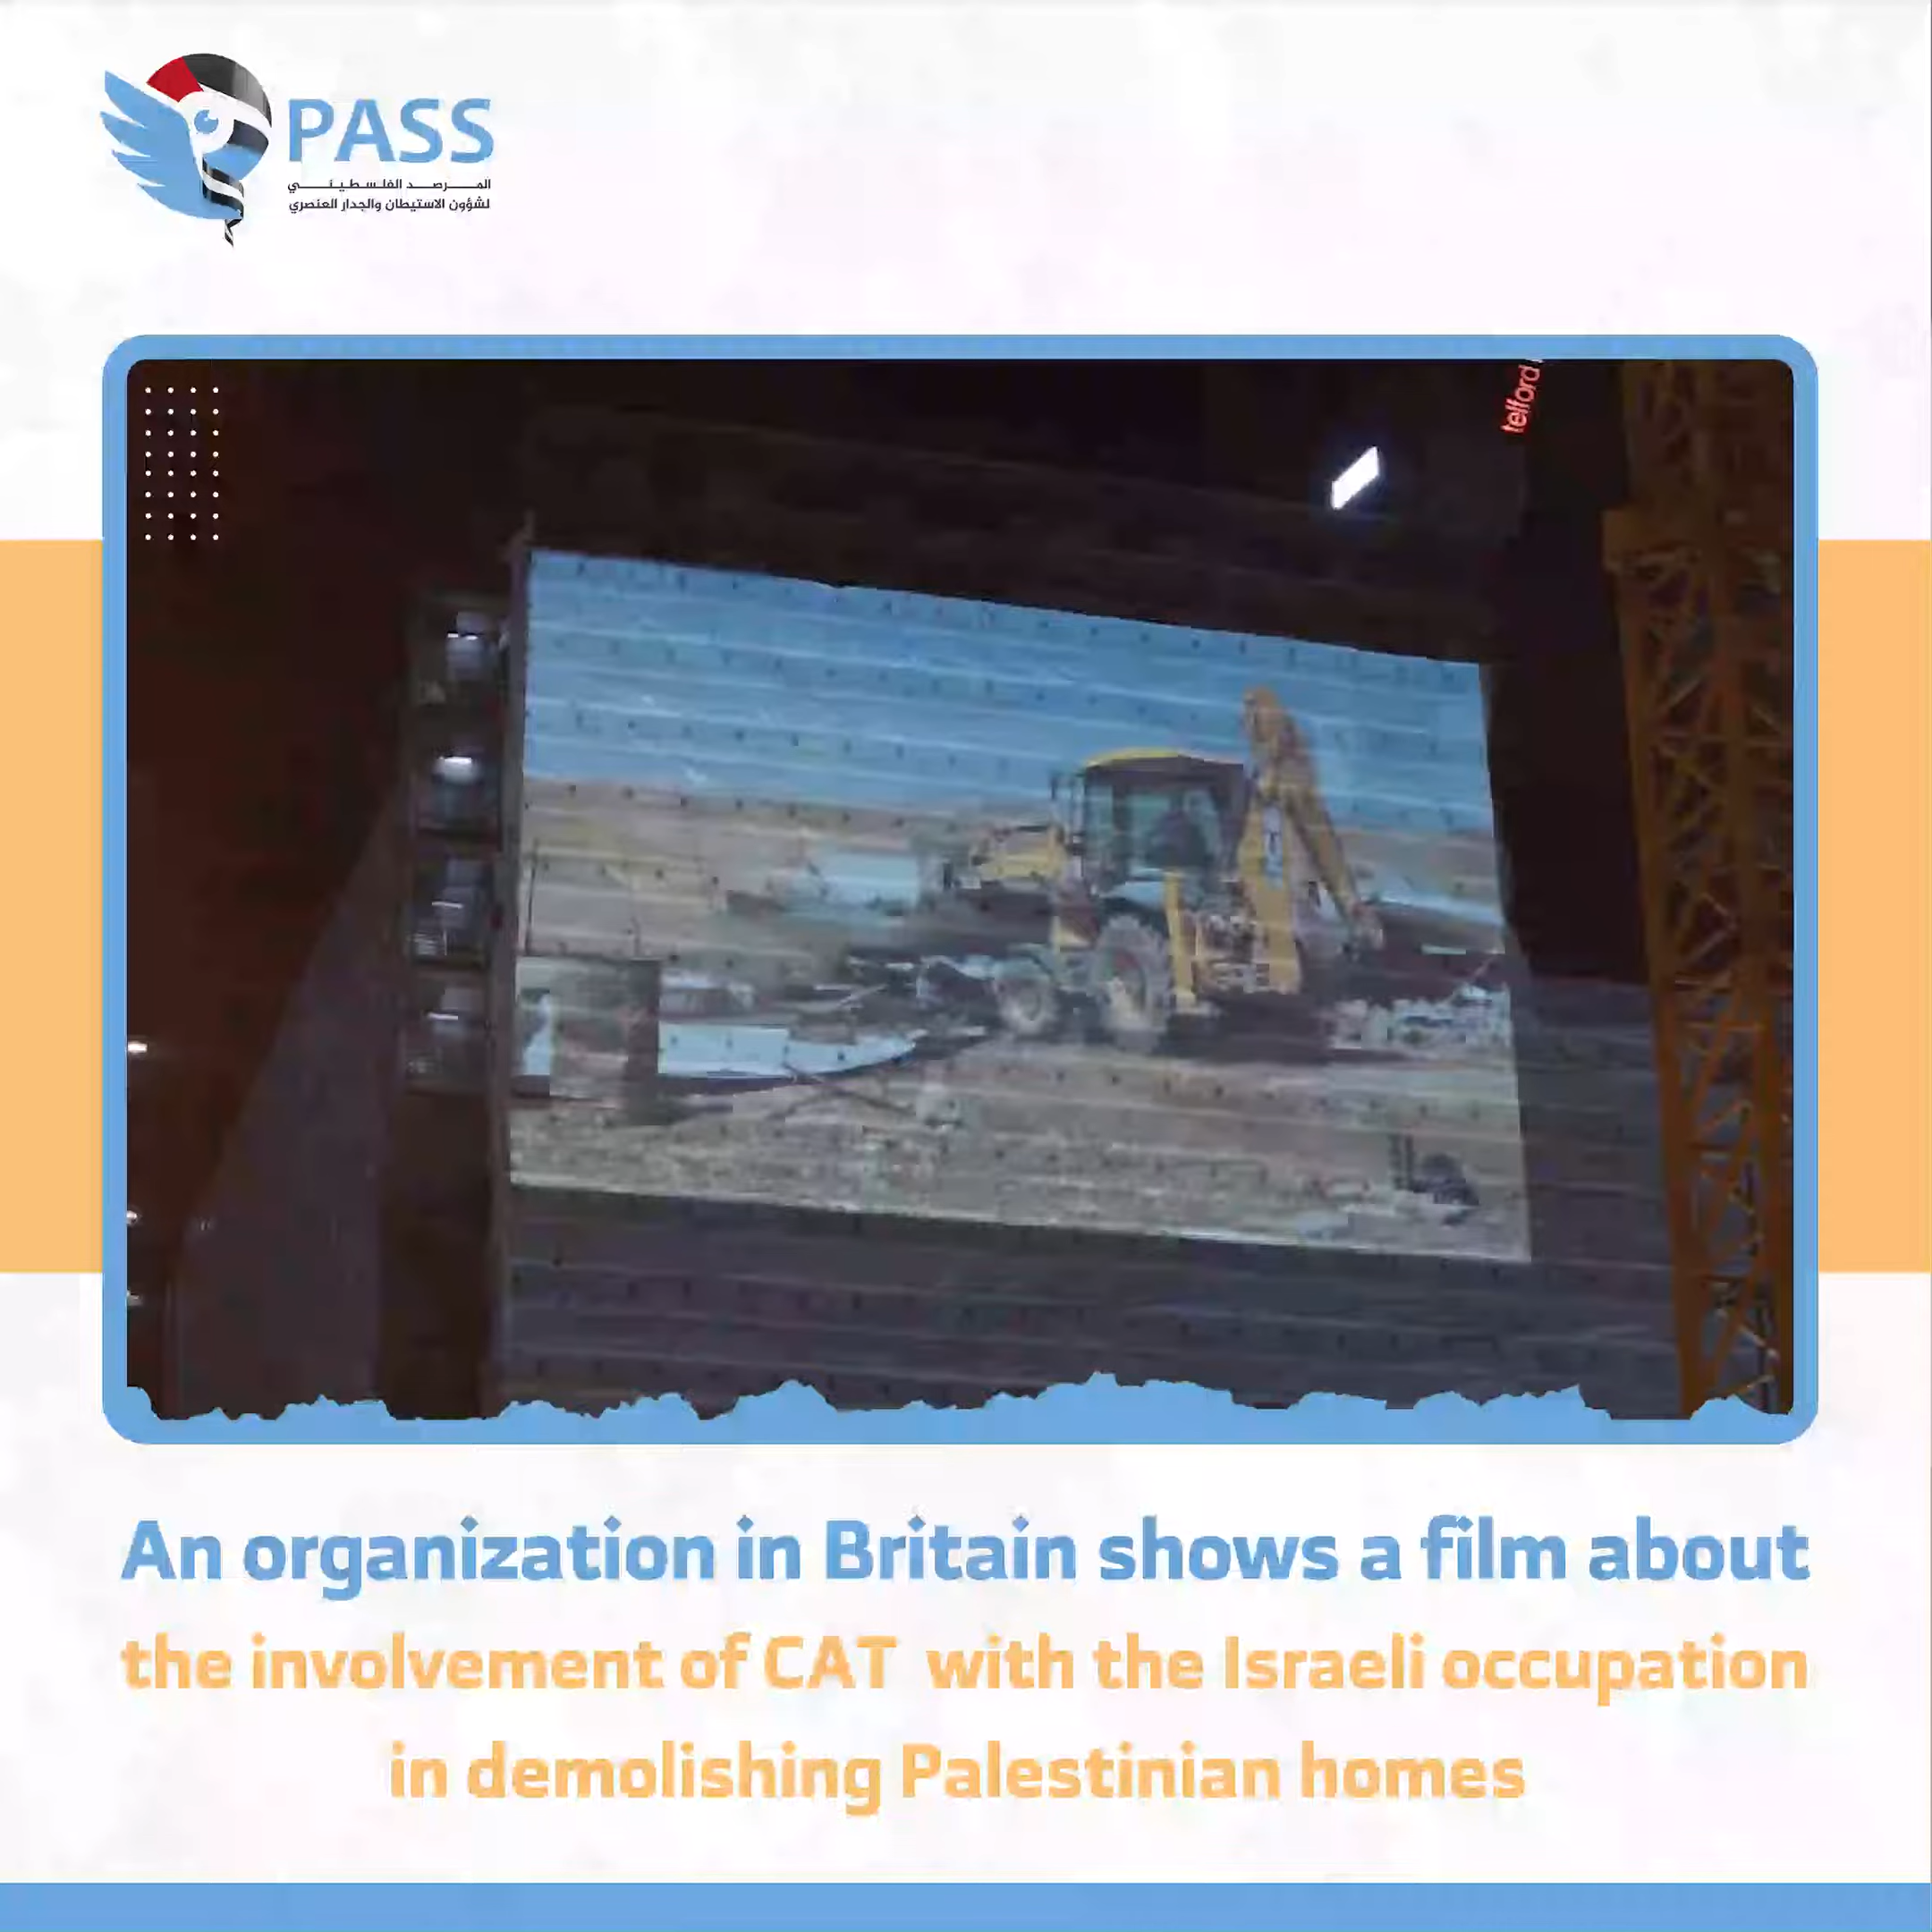 PASS
المرصد الفلسطيني
لشؤون الاستيطان والجدار العنصري
telford
An organization in Britain shows a film about
the involvement of CAT with the Israeli occupation
in demolishing Palestinian homes